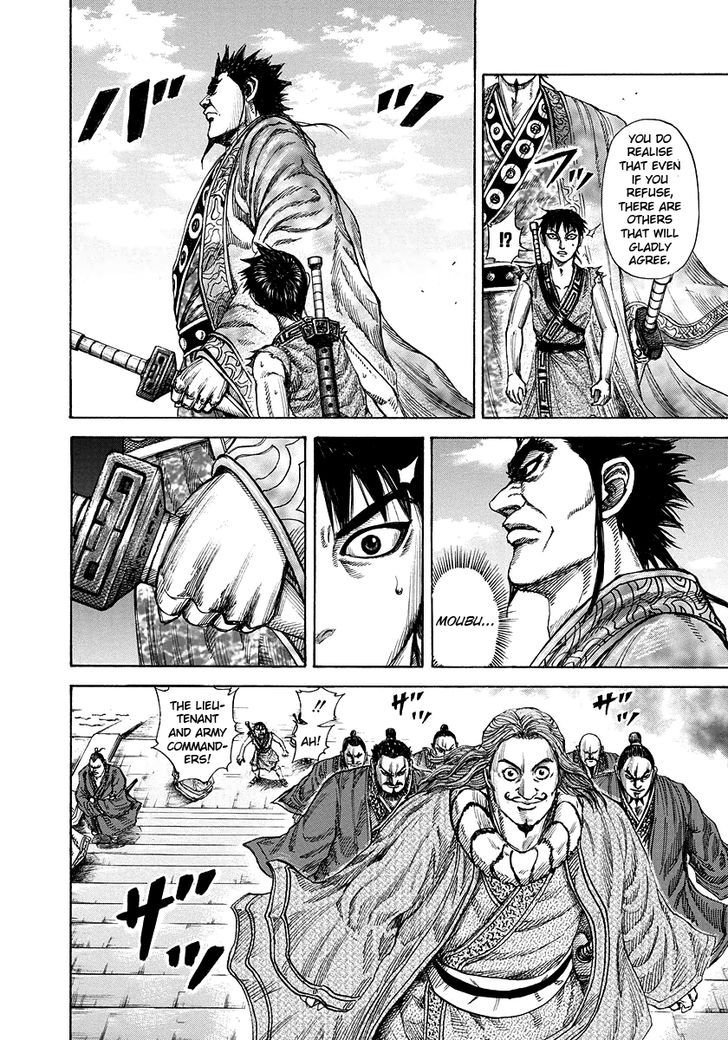 YOU DO
REALISE
THAT EVEN
IF YOU
REFUSE,
THERE ARE
OTHERS
THAT WILL
GLADLY
AGREE.
!?
バッ
MOUBU...
THE LIEU-
TENANT
AND ARMY
COMMAND-
ERS!
!!
AH!
ザッ
ザッ
ザッ